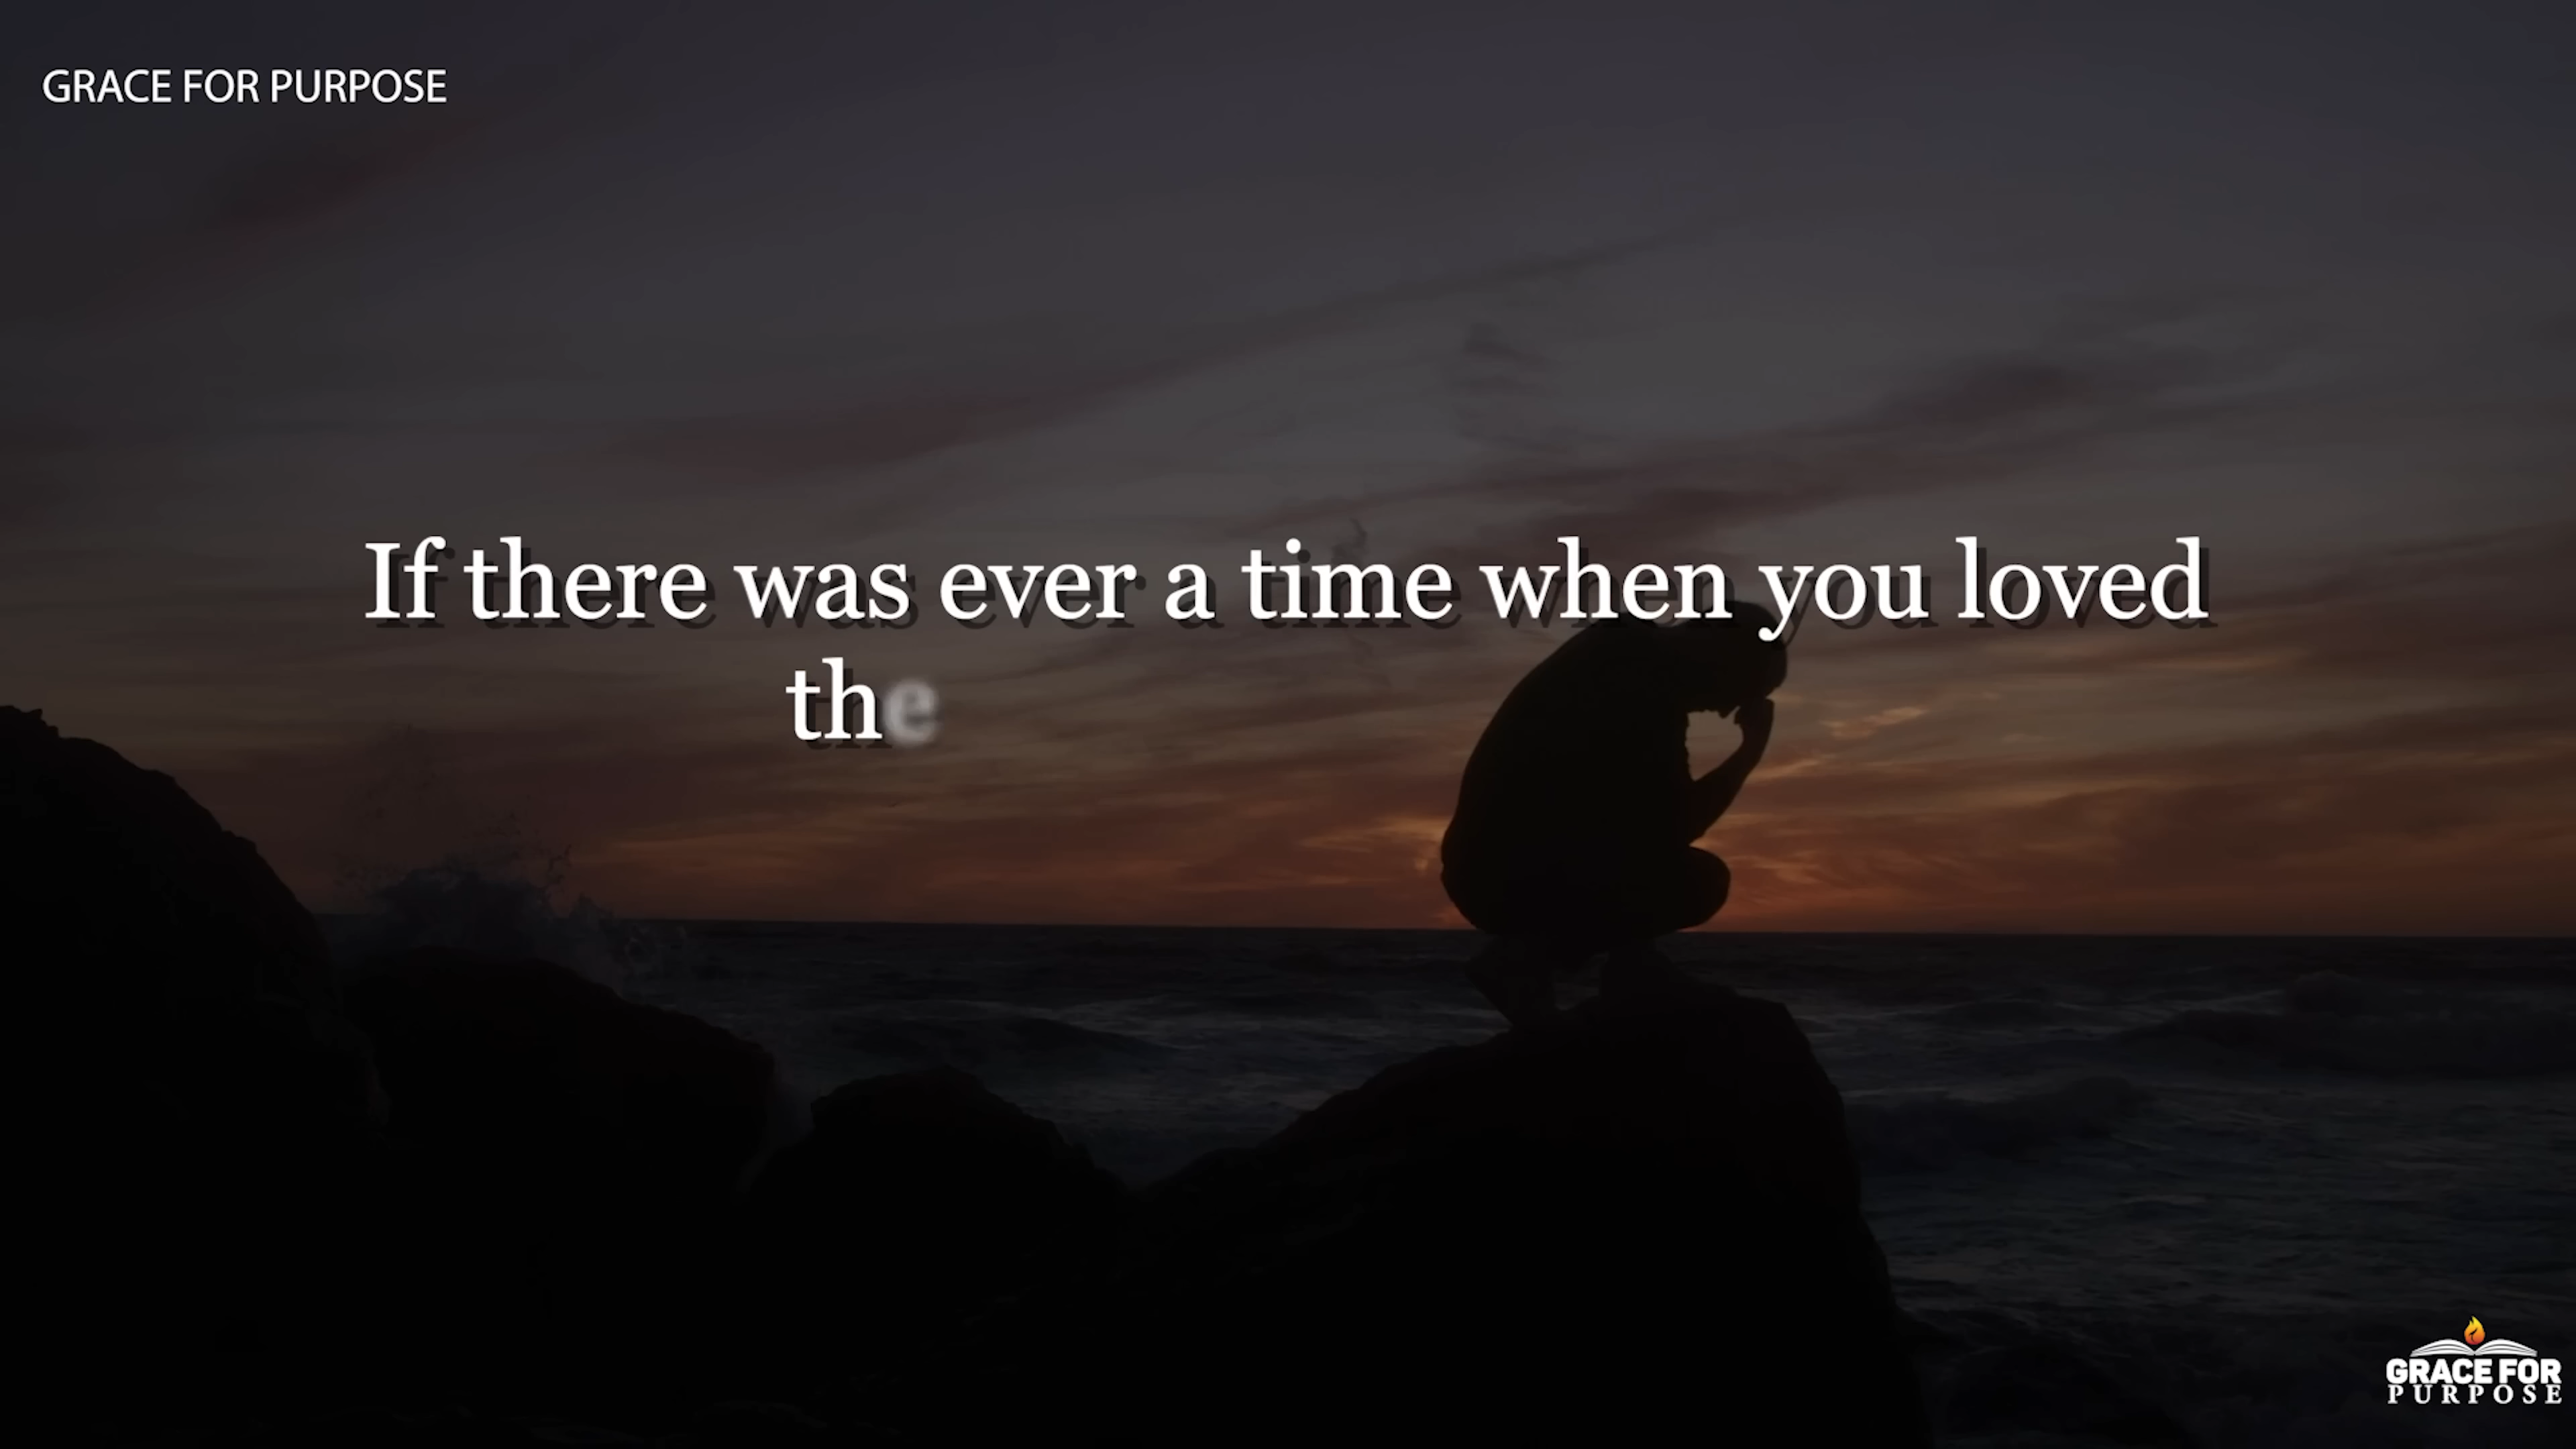 GRACE FOR PURPOSE
If there was ever a time when you loved
the
GRACE FOR
PURPOSE